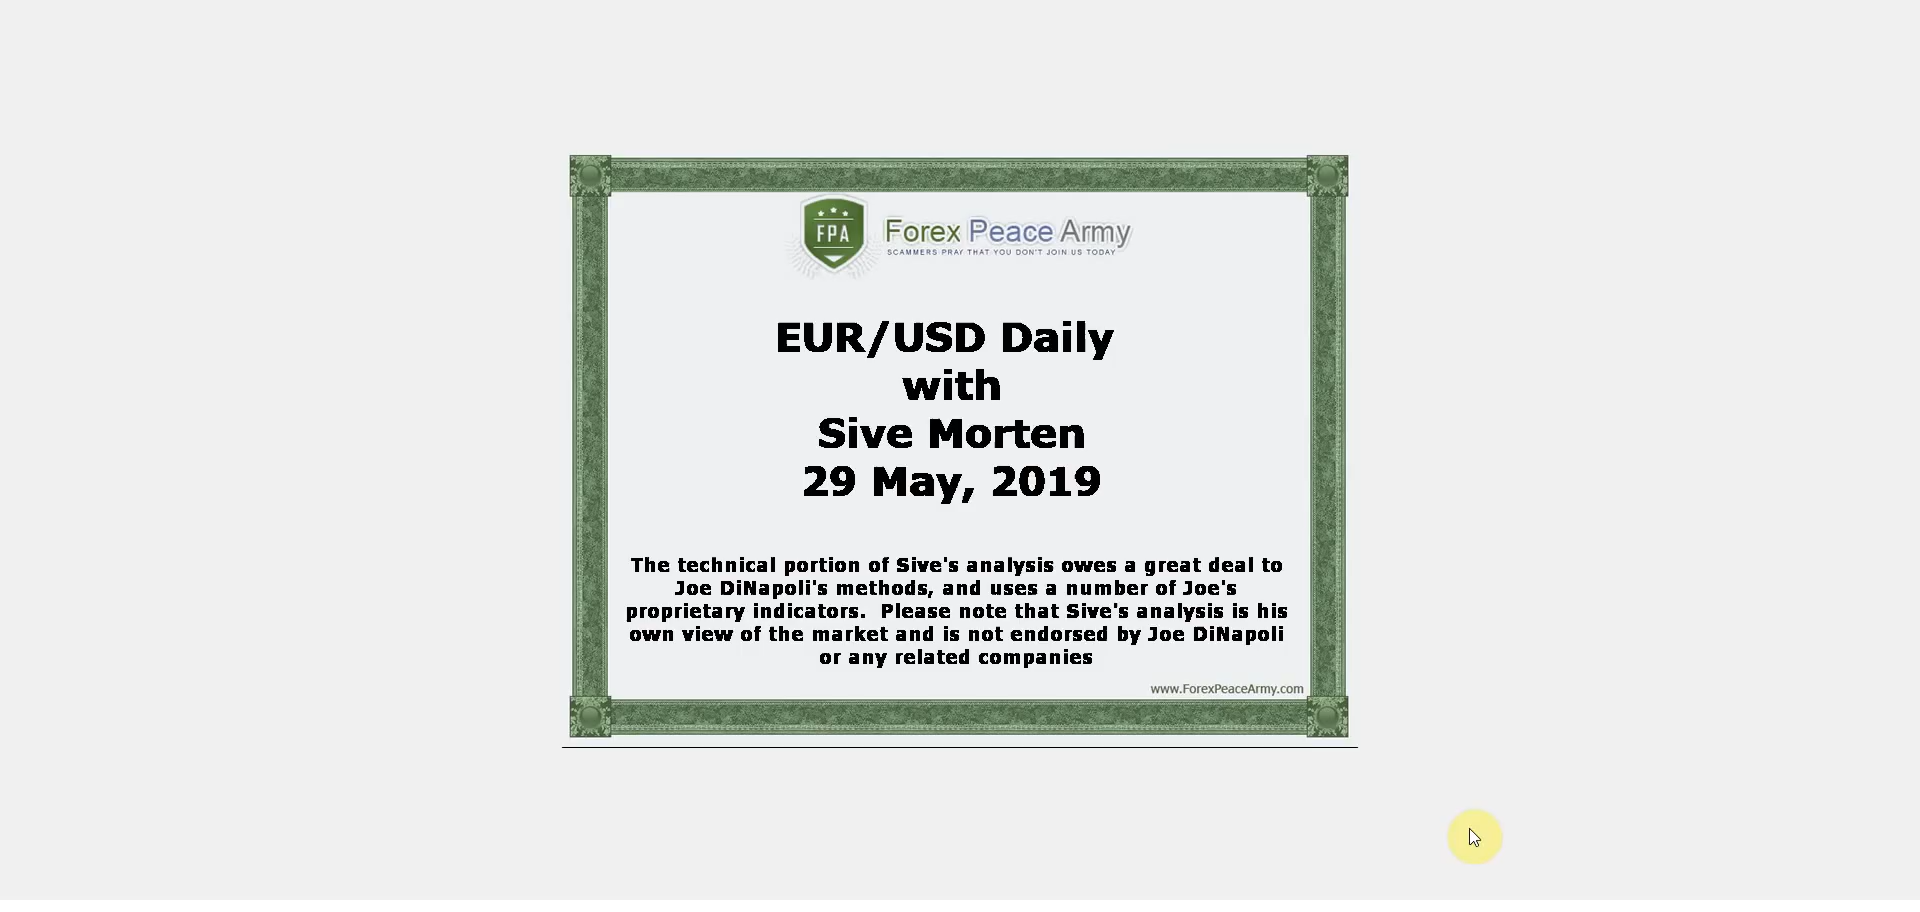 FPA
Forex Peace Army
SCAMMERS PRAY THAT YOU DON'T JOIN US TODAY
EUR/USD Daily
with
Sive Morten
29 May, 2019
The technical portion of Sive's analysis owes a great deal to
Joe DiNapoli's methods, and uses a number of Joe's
proprietary indicators.  Please note that Sive's analysis is his
own view of the market and is not endorsed by Joe DiNapoli
or any related companies
www.ForexPeaceArmy.com